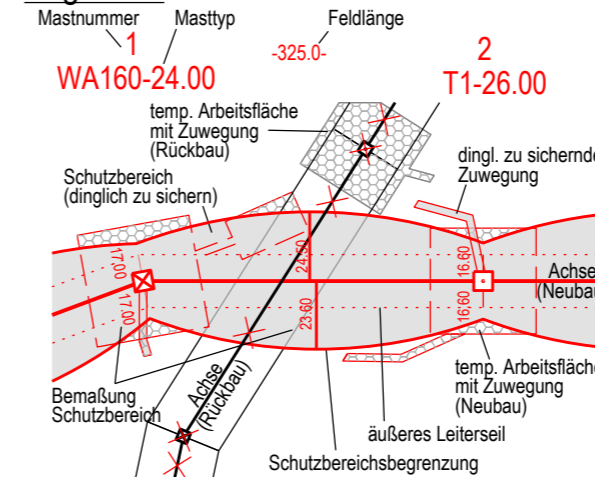 Mastnummer
Masttyp
Feldlänge
1
WA160-24.00
-325.0-
2
T1-26.00
temp. Arbeitsfläche
mit Zuwegung
(Rückbau)
dingl. zu sichernde
Zuwegung
Schutzbereich
(dinglich zu sichern)
17.00
17.00
24.50
23.60
16.60
16.60
Achse
(Neubau
Achse
(Rückbau)
Bemaßung
Schutzbereich
temp. Arbeitsfläche
mit Zuwegung
(Neubau)
äußeres Leiterseil
Schutzbereichsbegrenzung